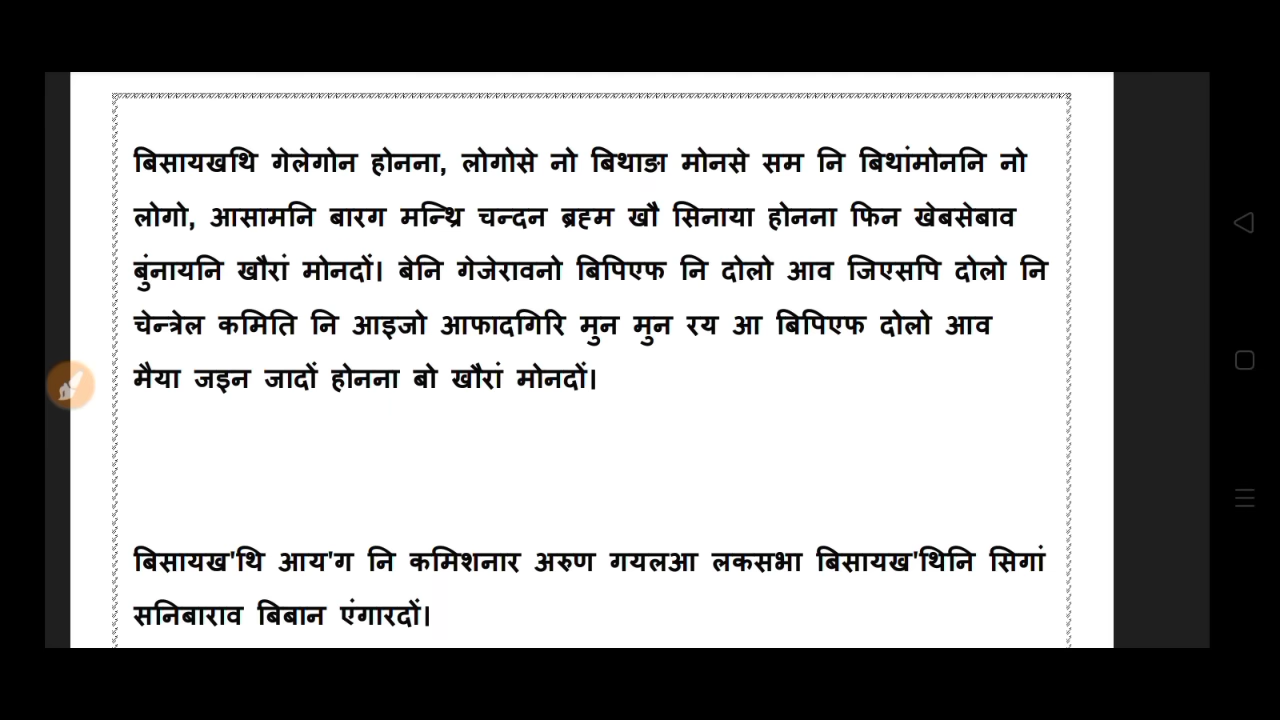 बिसायखथि गेलेगोन होनना, लोगोसे नो बिथाङा मोनसे सम नि बिथांमोननि नो
लोगो, आसामनि बारग मन्थ्रि चन्दन ब्रह्म खौ सिनाया होनना फिन खेबसेबाव
बुंनायनि खौरां मोनदों। बेनि गेजेरावनो बिपिएफ नि दोलो आव जिएसपि दोलो नि
चेन्त्रेल कमिति नि आइजो आफादगिरि मुन मुन रय आ बिपिएफ दोलो आव
मैया जइन जादों होनना बो खौरां मोनदों।
बिसायख'थि आय'ग नि कमिशनार अरुण गयलआ लकसभा बिसायख'थिनि सिगां
सनिबाराव बिबान एंगारदों।